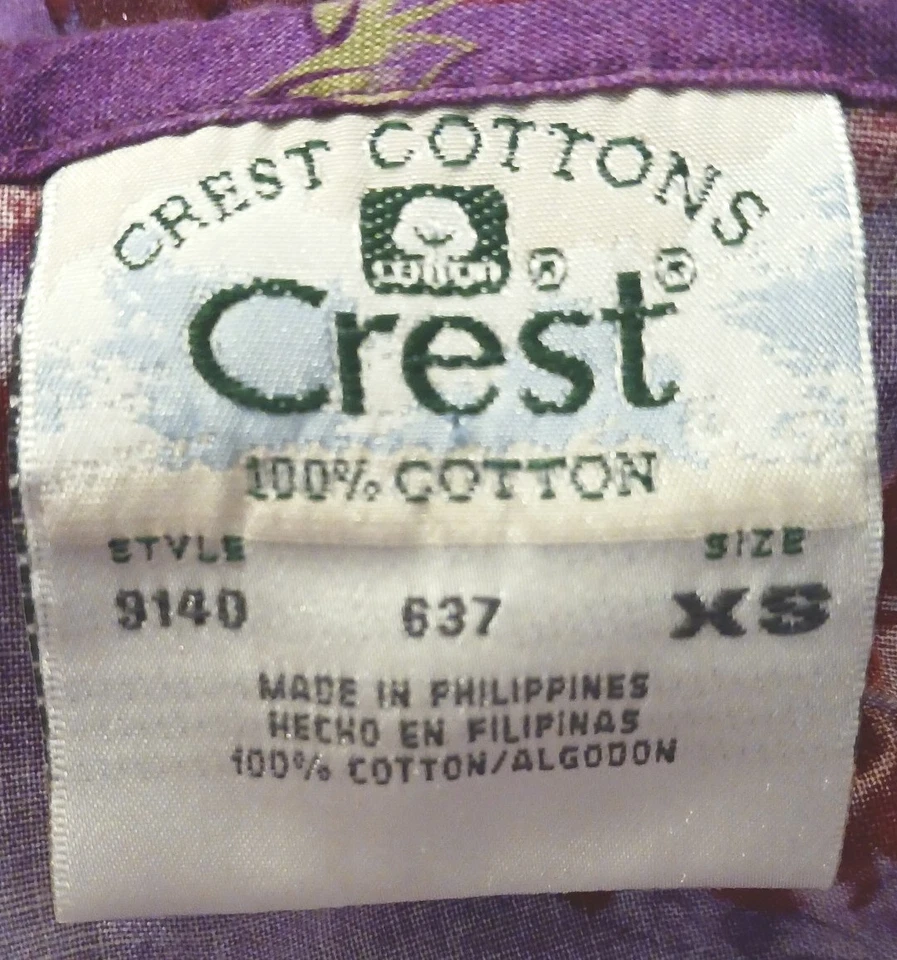 CREST COTTONS
COTTON ® ®
Crest
100% COTTON
STYLE SIZE
9140 637 XS
MADE IN PHILIPPINES
HECHO EN FILIPINAS
100% COTTON/ALGODON